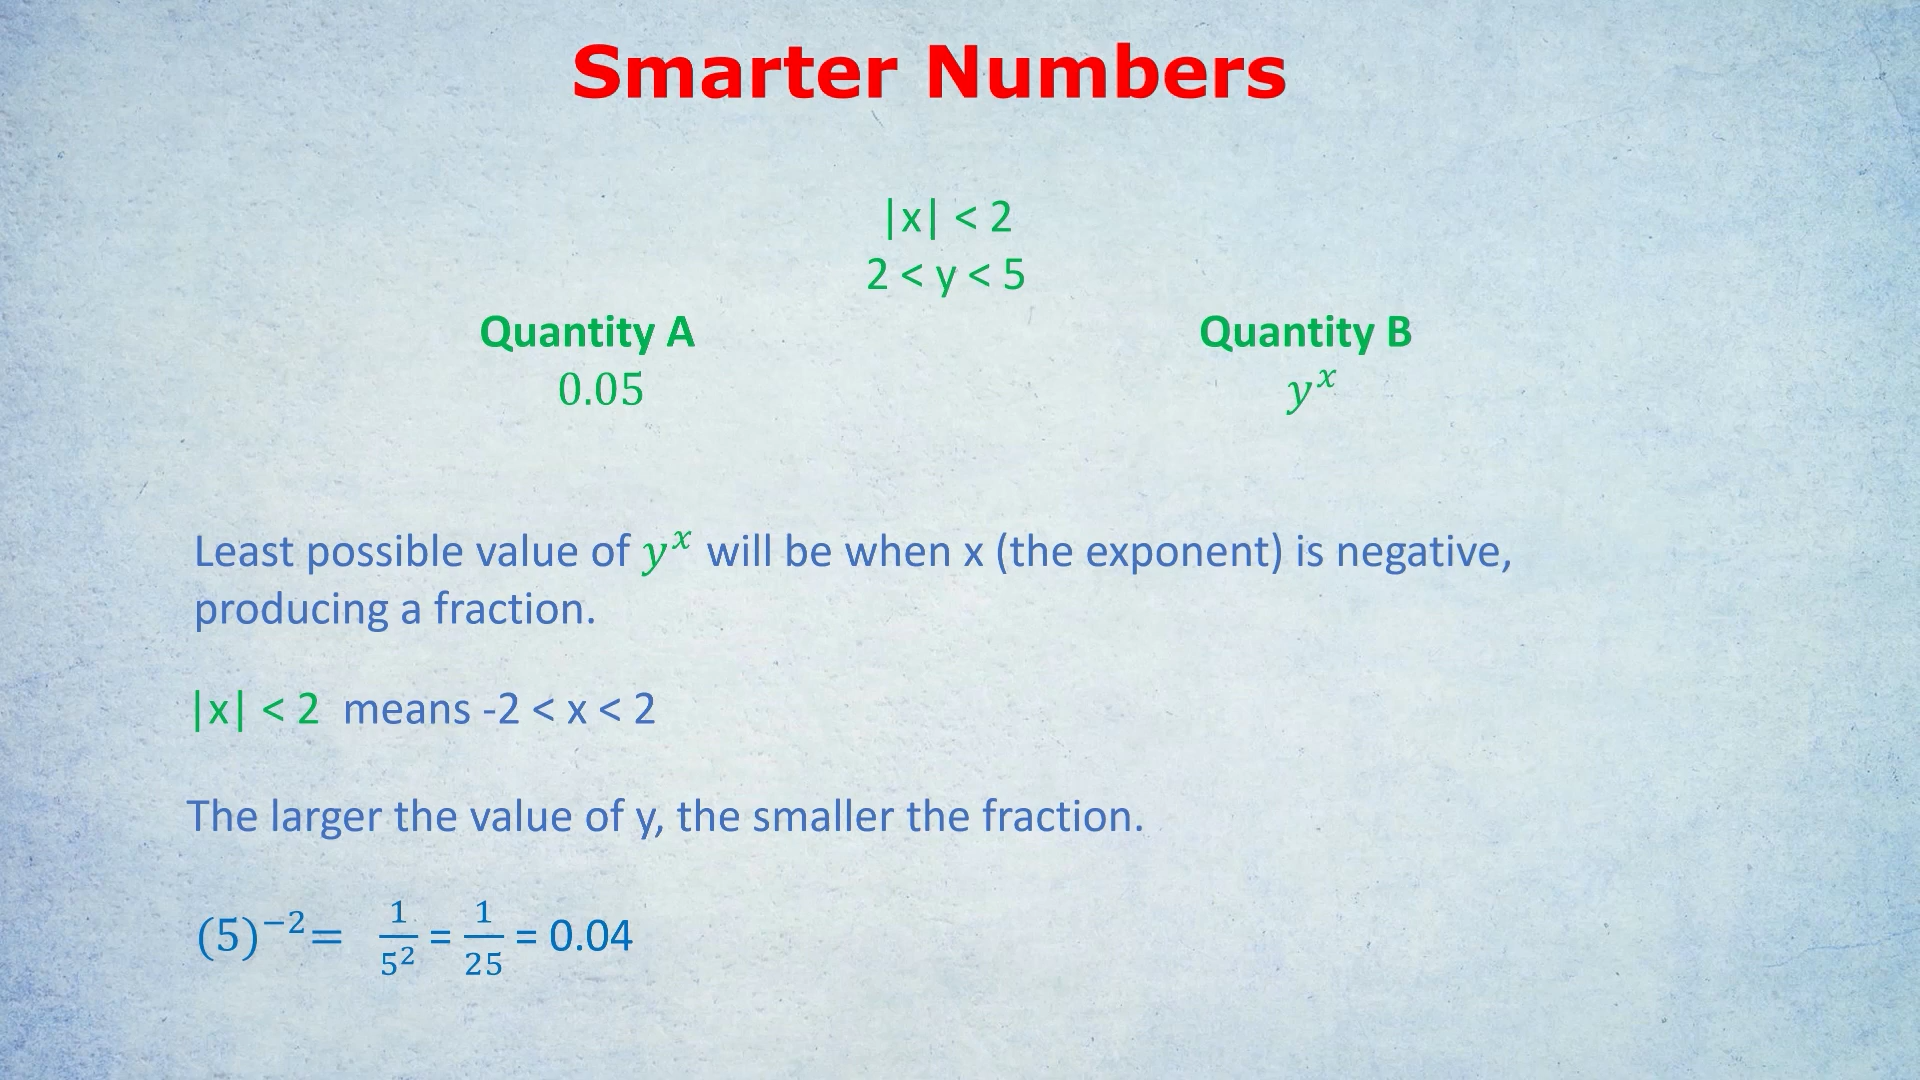 Smarter Numbers
|x| < 2
2 < y < 5
Quantity A Quantity B
0.05 y^x
Least possible value of y^x will be when x (the exponent) is negative,
producing a fraction.
|x| < 2 means -2 < x < 2
The larger the value of y, the smaller the fraction.
(5)^−2 = 1/5^2 = 1/25 = 0.04